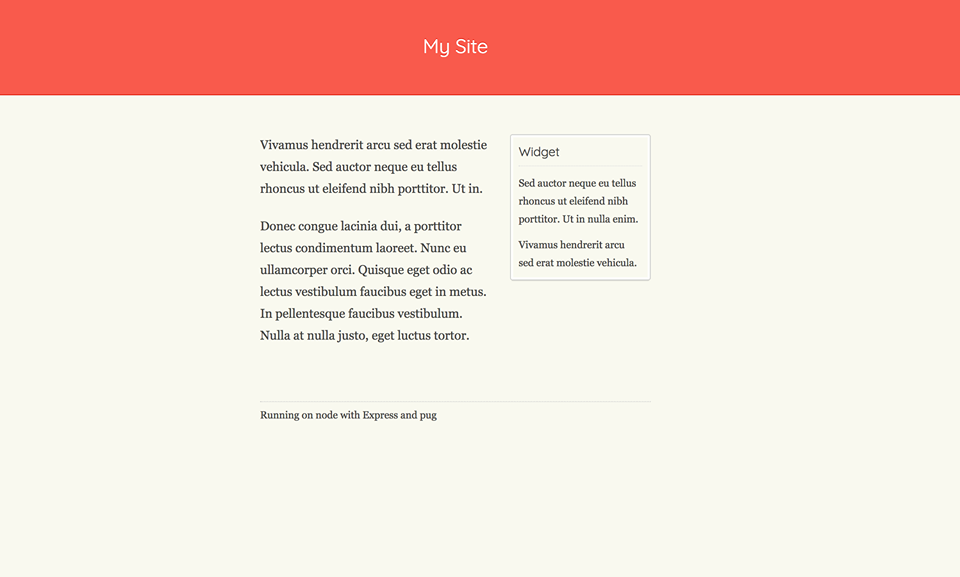 My Site
Vivamus hendrerit arcu sed erat molestie
vehicula. Sed auctor neque eu tellus
rhoncus ut eleifend nibh porttitor. Ut in.
Donec congue lacinia dui, a porttitor
lectus condimentum laoreet. Nunc eu
ullamcorper orci. Quisque eget odio ac
lectus vestibulum faucibus eget in metus.
In pellentesque faucibus vestibulum.
Nulla at nulla justo, eget luctus tortor.
Widget
Sed auctor neque eu tellus
rhoncus ut eleifend nibh
porttitor. Ut in nulla enim.
Vivamus hendrerit arcu
sed erat molestie vehicula.
Running on node with Express and pug